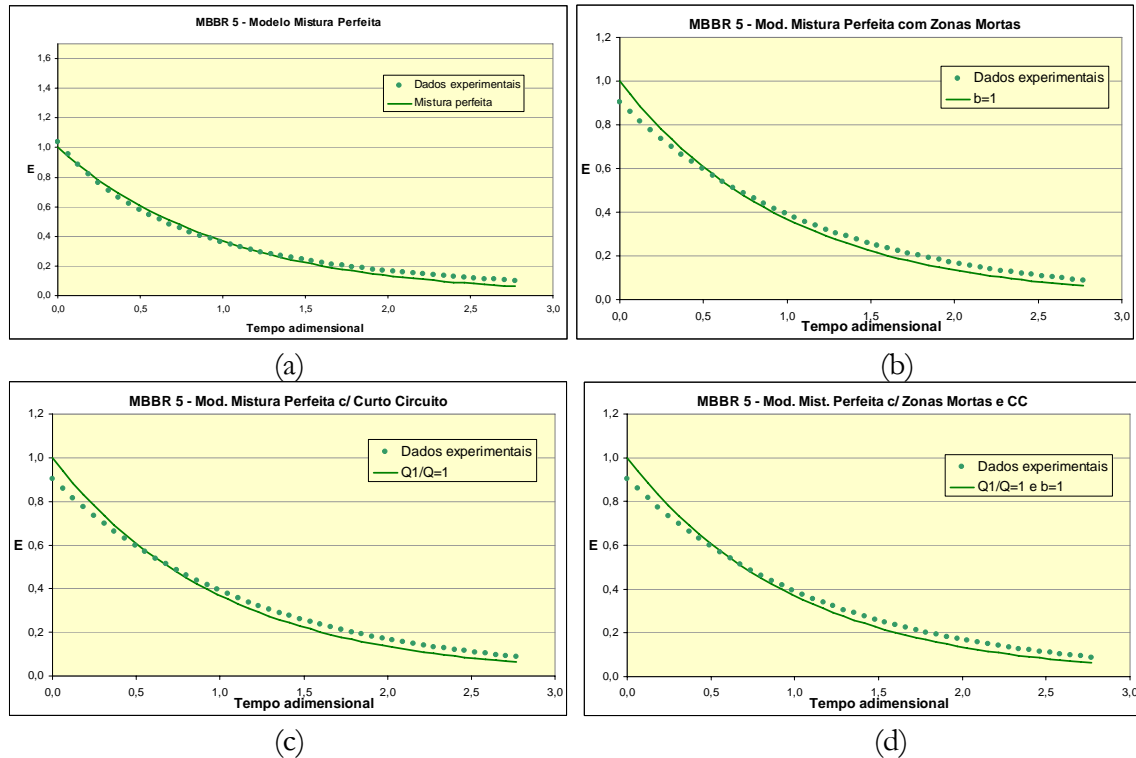 MBBR 5 - Modelo Mistura Perfeita
1,6
1,4
1,2
1,0
0,8
0,6
0,4
0,2
0,0
E
Dados experimentais
Mistura perfeita
0,0 0,5 1,0 1,5 2,0 2,5 3,0
Tempo adimensional
(a)
MBBR 5 - Mod. Mistura Perfeita com Zonas Mortas
1,2
1,0
0,8
0,6
0,4
0,2
0,0
E
Dados experimentais
b=1
0,0 0,5 1,0 1,5 2,0 2,5 3,0
Tempo adimensional
(b)
MBBR 5 - Mod. Mistura Perfeita c/ Curto Circuito
1,2
1,0
0,8
0,6
0,4
0,2
0,0
E
Dados experimentais
Q1/Q=1
0,0 0,5 1,0 1,5 2,0 2,5 3,0
Tempo adimensional
(c)
MBBR 5 - Mod. Mist. Perfeita c/ Zonas Mortas e CC
1,2
1,0
0,8
0,6
0,4
0,2
0,0
E
Dados experimentais
Q1/Q=1 e b=1
0,0 0,5 1,0 1,5 2,0 2,5 3,0
Tempo adimensional
(d)